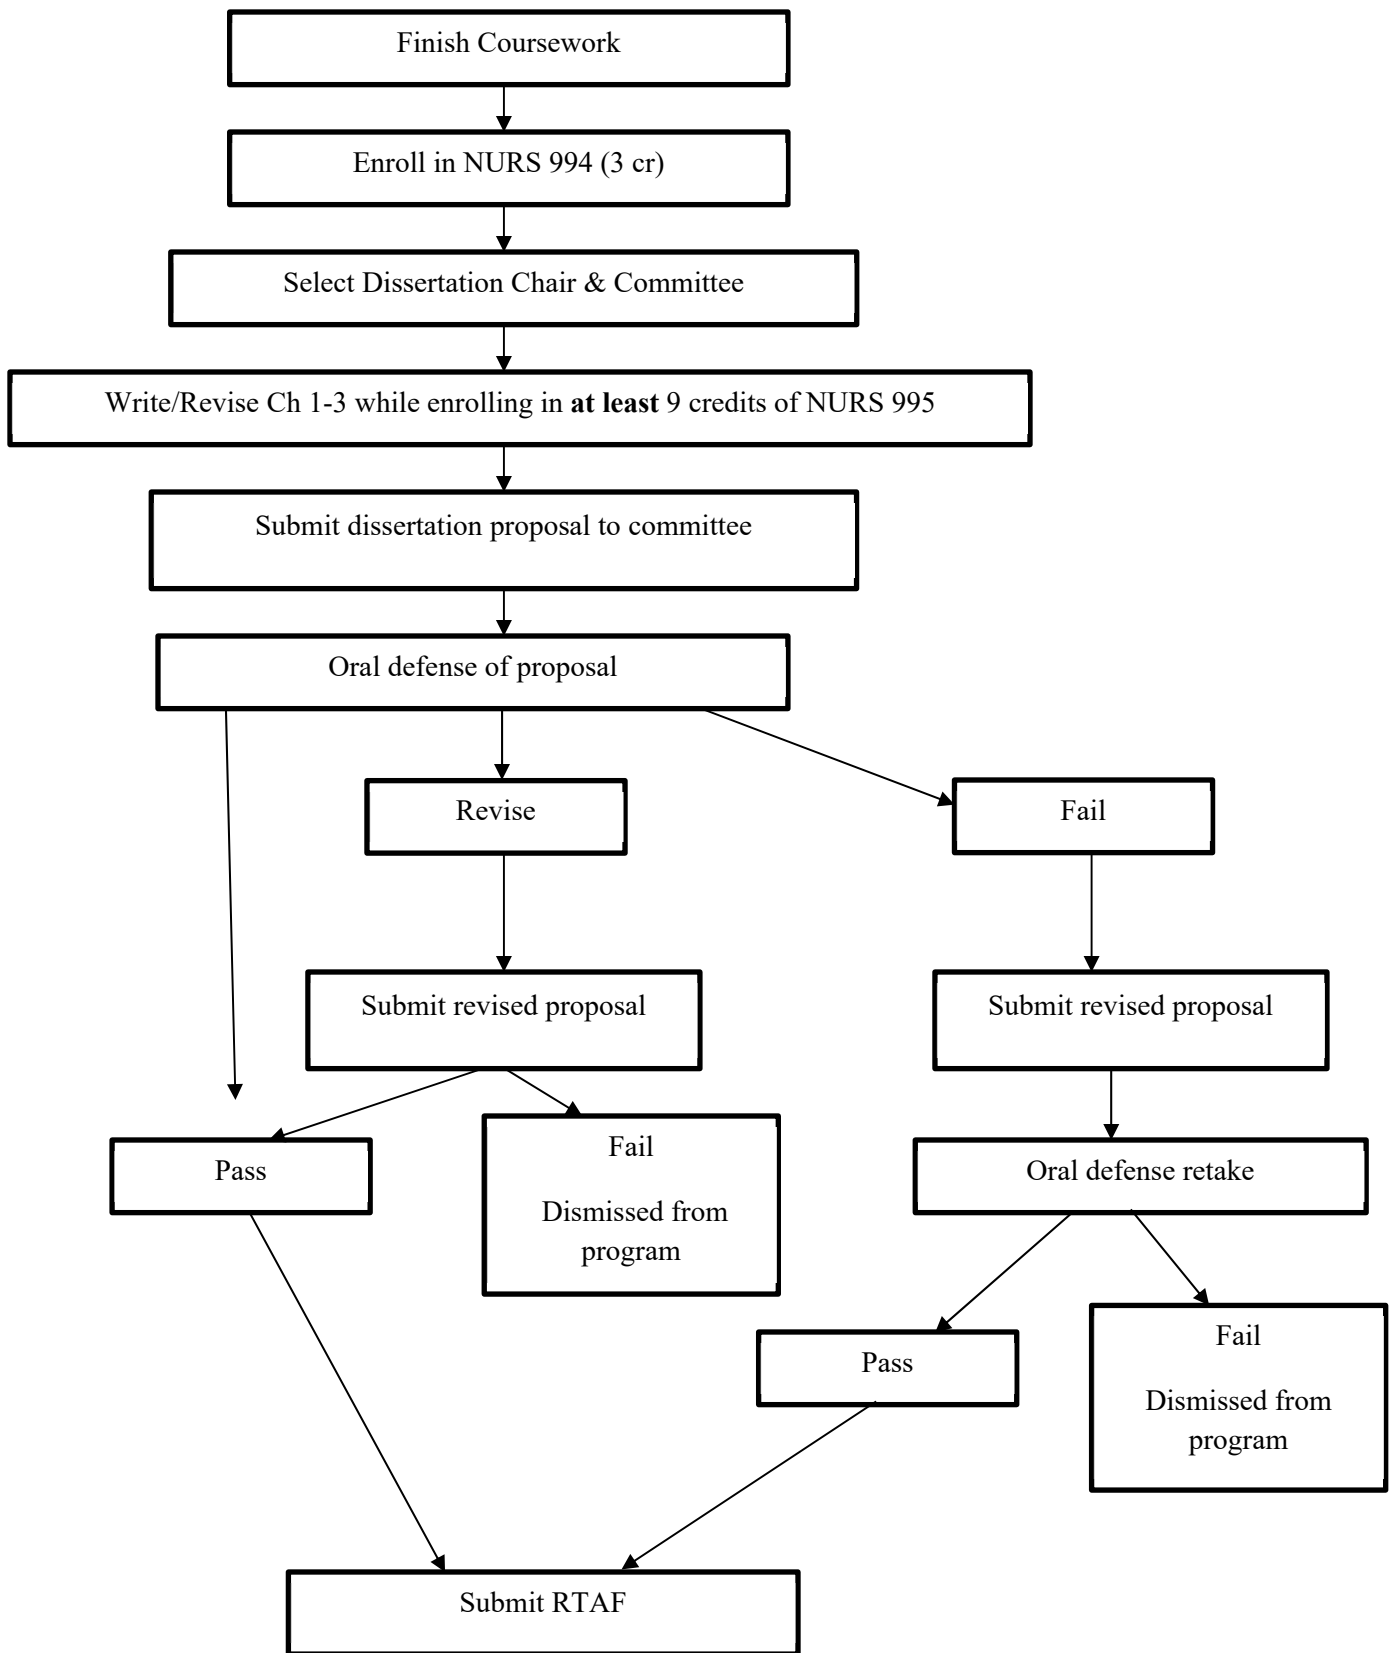 Finish Coursework
Enroll in NURS 994 (3 cr)
Select Dissertation Chair & Committee
Write/Revise Ch 1-3 while enrolling in at least 9 credits of NURS 995
Submit dissertation proposal to committee
Oral defense of proposal
Revise
Fail
Submit revised proposal
Submit revised proposal
Pass
Fail
Dismissed from
program
Oral defense retake
Pass
Fail
Dismissed from
program
Submit RTAF